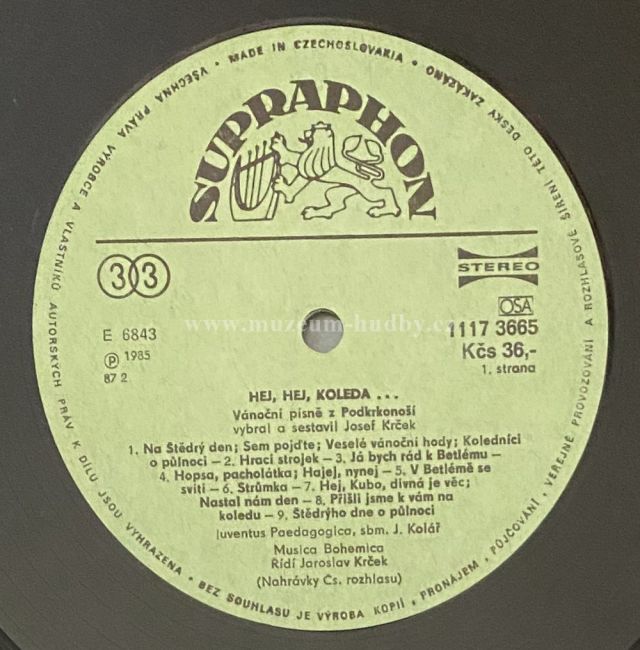 VŠECHNA PRÁVA VÝROBCE A VLASTNÍKŮ AUTORSKÝCH PRÁV K DÍLU JSOU VYHRAZENA • BEZ SOUHLASU JE VÝROBA KOPIÍ, PRONÁJEM, PŮJČOVÁNÍ, VEŘEJNÉ PROVOZOVÁNÍ A ROZHLASOVÉ ŠÍŘENÍ TÉTO DESKY ZAKÁZÁNO • MADE IN CZECHOSLOVAKIA •
SUPRAPHON
33
STEREO
OSA
E 6843
1117 3665
www.muzeum-hudby.cz
Ⓟ 1985
Kčs 36,-
87 2
1. strana
HEJ, HEJ, KOLEDA ...
Vánoční písně z Podkrkonoší
vybral a sestavil Josef Krček
1. Na Štědrý den; Sem pojďte; Veselé vánoční hody; Koledníci
o půlnoci – 2. Hrací strojek – 3. Já bych rád k Betlému –
4. Hopsa, pacholátka; Hajej, nynej – 5. V Betlémě se
svítí – 6. Strůmka – 7. Hej, Kubo, divná je věc;
Nastal nám den – 8. Přišli jsme k vám na
koledu – 9. Štědrýho dne o půlnoci
Iuventus Paedagogica, sbm. J. Kolář
Musica Bohemica
Řídí Jaroslav Krček
(Nahrávky Čs. rozhlasu)